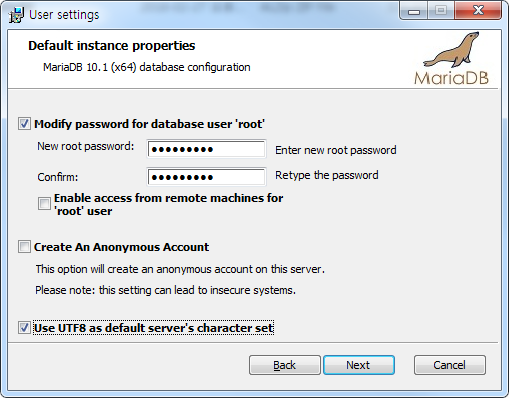 User settings
Default instance properties
MariaDB 10.1 (x64) database configuration
MariaDB
Modify password for database user 'root'
New root password: ●●●●●●●●● Enter new root password
Confirm: ●●●●●●●●● Retype the password
Enable access from remote machines for
'root' user
Create An Anonymous Account
This option will create an anonymous account on this server.
Please note: this setting can lead to insecure systems.
Use UTF8 as default server's character set
Back Next Cancel